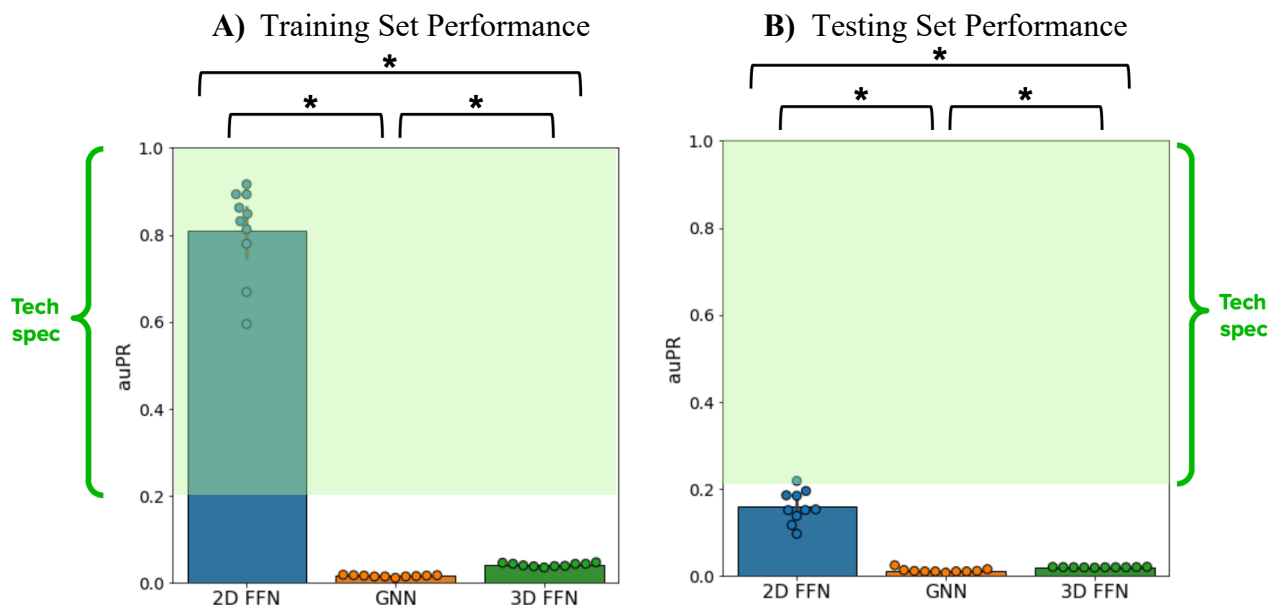 A) Training Set Performance
B) Testing Set Performance
*
*
*
*
*
*
Tech
spec
auPR
1.0
0.8
0.6
0.4
0.2
0.0
2D FFN
GNN
3D FFN
auPR
1.0
0.8
0.6
0.4
0.2
0.0
2D FFN
GNN
3D FFN
Tech
spec